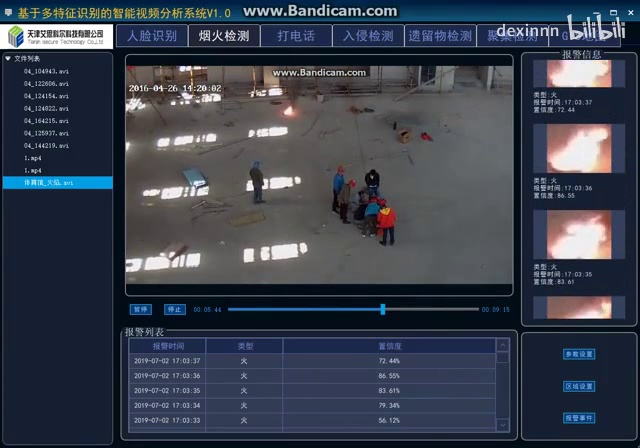 基于多特征识别的智能视频分析系统V1.0
www.Bandicam.com
天津艾思科尔科技有限公司
Tianjin isecure Technology Co.,Ltd
人脸识别
烟火检测
打电话
入侵检测
遗留物检测
dexinnn bilibili
文件列表
04_104943.avi
04_122606.avi
04_124154.avi
04_124822.avi
04_164215.avi
04_125937.avi
04_144219.avi
1.mp4
1.mp4
体育馆_火焰.avi
www.Bandicam.com
2016-04-26 14:20:02
暂停
停止
00:05:44
00:09:15
报警列表
报警时间 类型 置信度
2019-07-02 17:03:37 火 72.44%
2019-07-02 17:03:36 火 86.55%
2019-07-02 17:03:35 火 83.61%
2019-07-02 17:03:34 火 79.34%
2019-07-02 17:03:33 火 56.12%
报警信息
类型:火
报警时间:17:03:37
置信度:72.44
类型:火
报警时间:17:03:36
置信度:86.55
类型:火
报警时间:17:03:35
置信度:83.61
参数设置
区域设置
报警事件